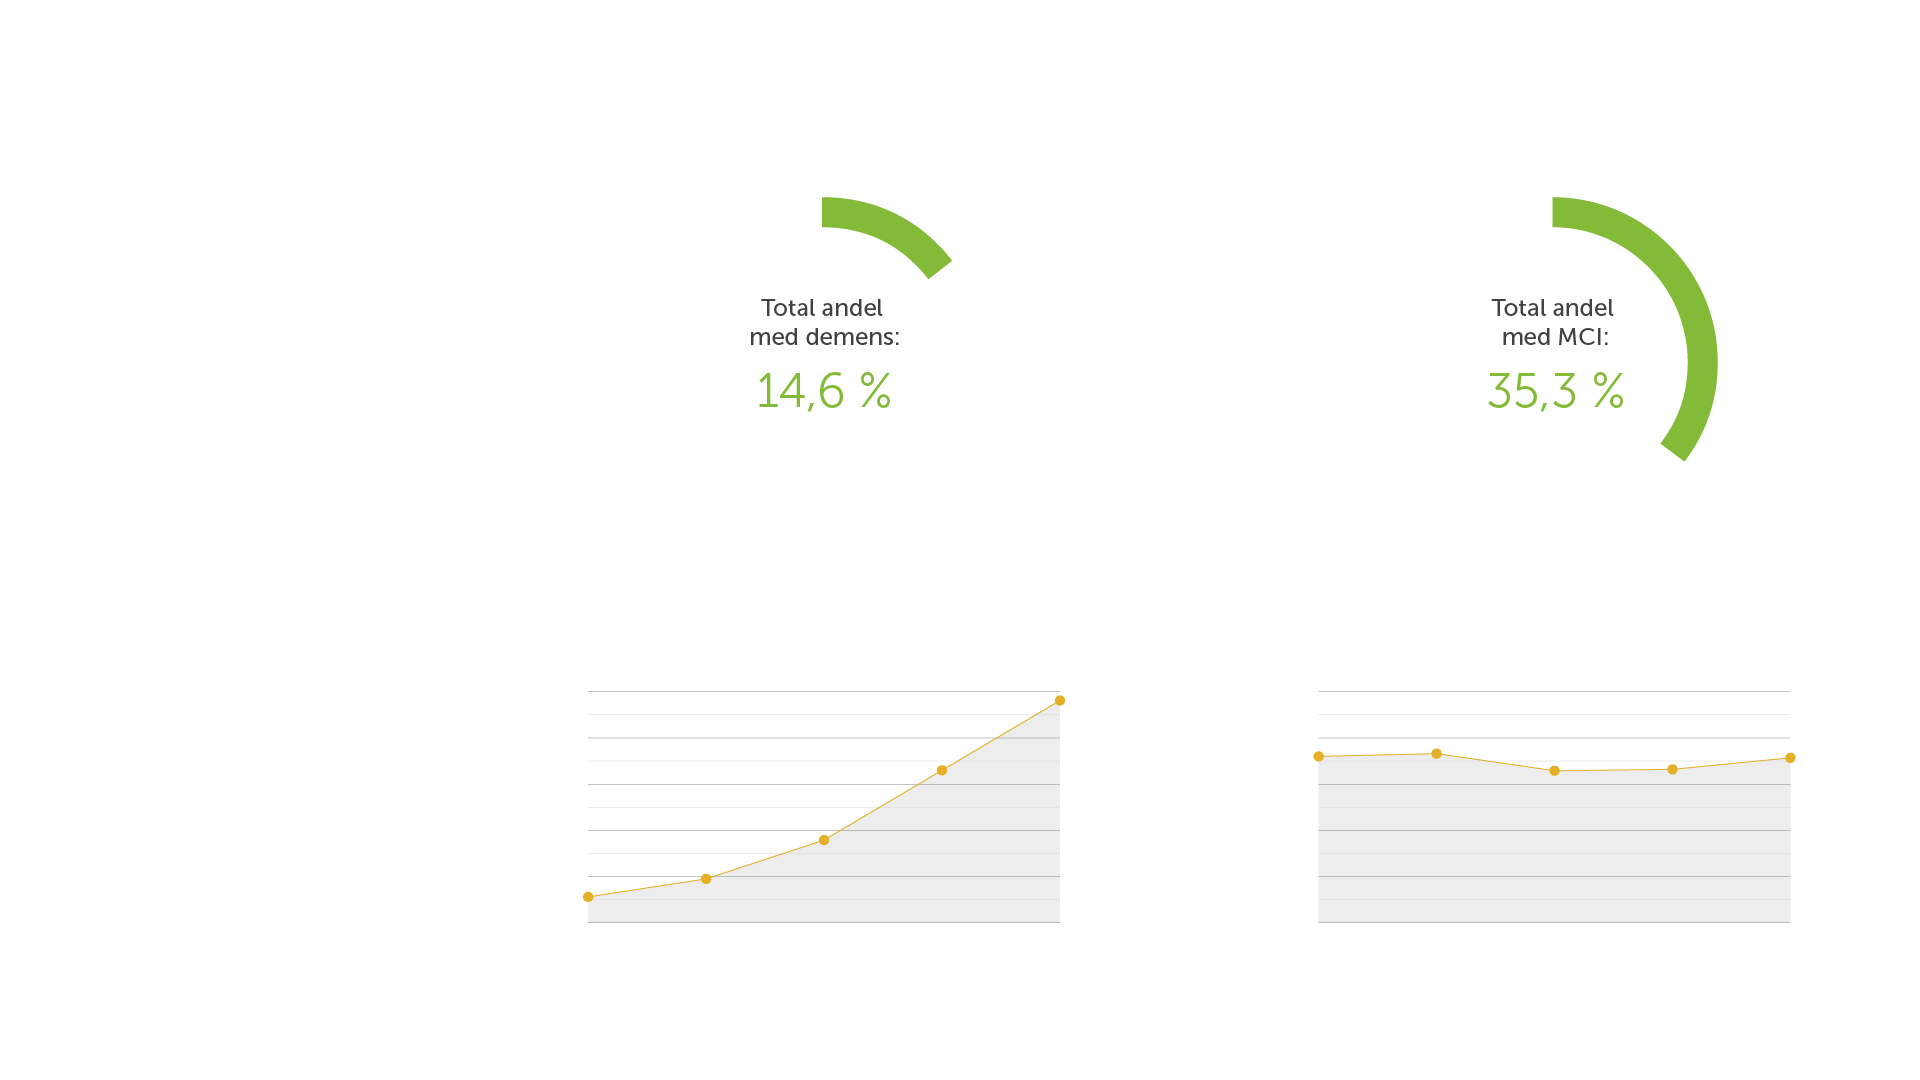 Total andel
med demens:
14,6 %
Total andel
med MCI:
35,3 %